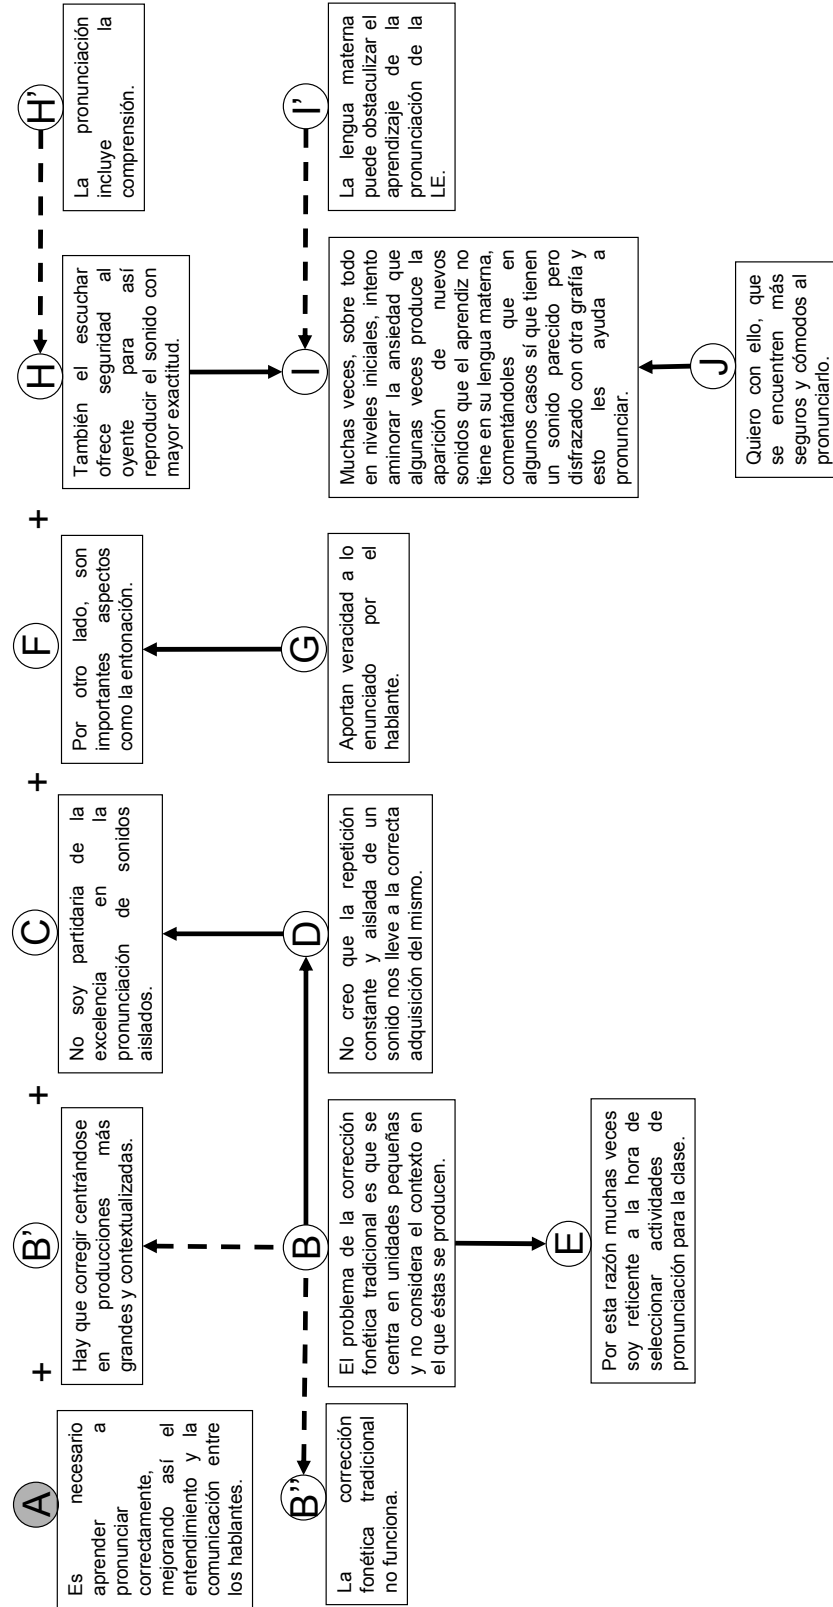 A
Es necesario
aprender a
pronunciar
correctamente,
mejorando así el
entendimiento y la
comunicación entre
los hablantes.
+
B'
Hay que corregir centrándose
en producciones más
grandes y contextualizadas.
+
C
No soy partidaria de la
excelencia en la
pronunciación de sonidos
aislados.
+
F
Por otro lado, son
importantes aspectos
como la entonación.
+
H
También el escuchar
ofrece seguridad al
oyente para así
reproducir el sonido con
mayor exactitud.
H'
La pronunciación
incluye la
comprensión.
B''
La corrección
fonética tradicional
no funciona.
B
El problema de la corrección
fonética tradicional es que se
centra en unidades pequeñas
y no considera el contexto en
el que éstas se producen.
D
No creo que la repetición
constante y aislada de un
sonido nos lleve a la correcta
adquisición del mismo.
G
Aportan veracidad a lo
enunciado por el
hablante.
I
Muchas veces, sobre todo
en niveles iniciales, intento
aminorar la ansiedad que
algunas veces produce la
aparición de nuevos
sonidos que el aprendiz no
tiene en su lengua materna,
comentándoles que en
algunos casos sí que tienen
un sonido parecido pero
disfrazado con otra grafía y
esto les ayuda a
pronunciar.
I'
La lengua materna
puede obstaculizar el
aprendizaje de la
pronunciación de la
LE.
E
Por esta razón muchas veces
soy reticente a la hora de
seleccionar actividades de
pronunciación para la clase.
J
Quiero con ello, que
se encuentren más
seguros y cómodos al
pronunciarlo.